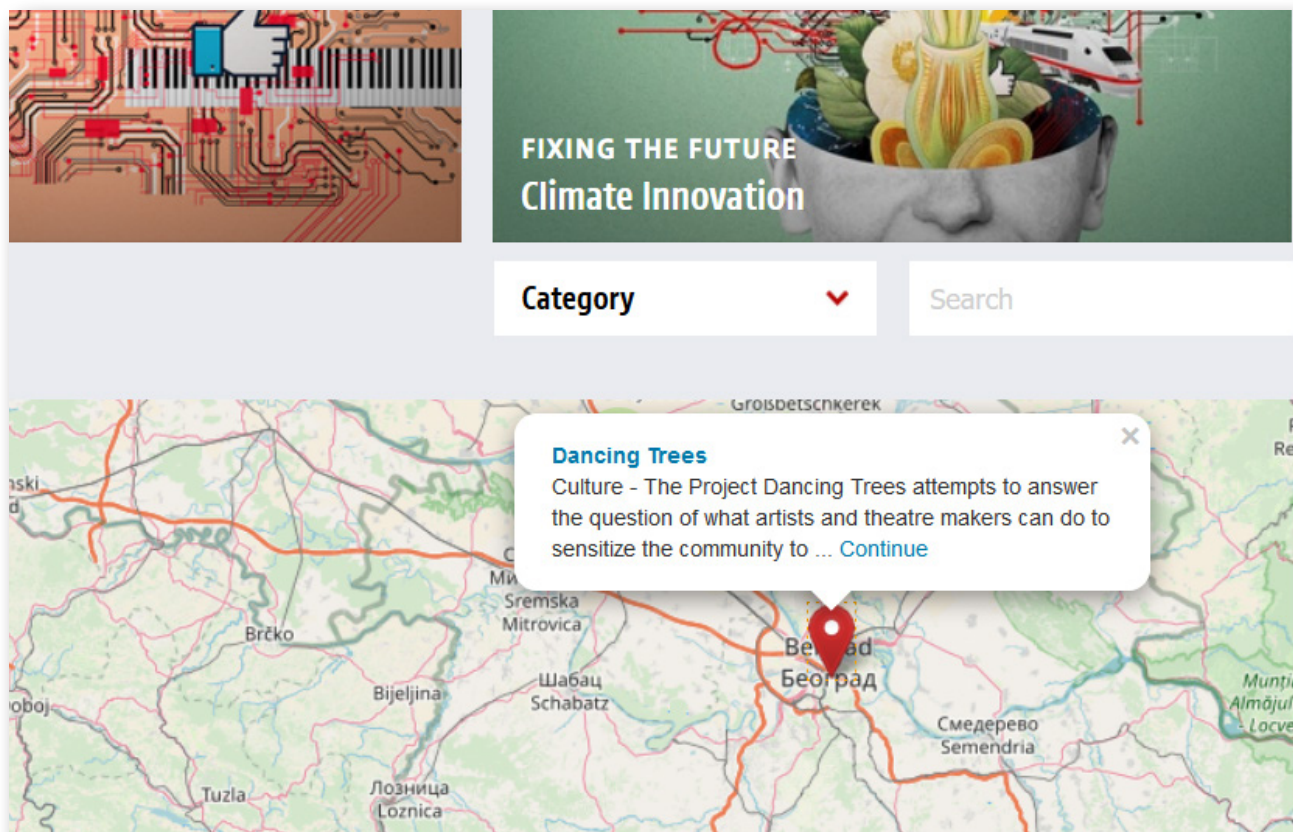 FIXING THE FUTURE
Climate Innovation
Category
Search
Großbetschkerek
Dancing Trees
Culture - The Project Dancing Trees attempts to answer
the question of what artists and theatre makers can do to
sensitize the community to ... Continue
Sremska
Mitrovica
Brčko
Београд
Шабац
Schabatz
Bijeljina
Смедерево
Semendria
Tuzla
Лозница
Loznica